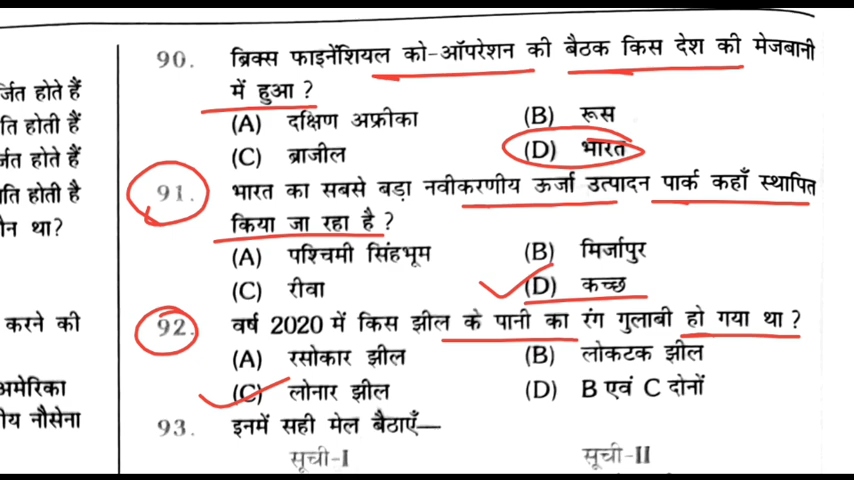 र्जित होते हैं
ति होती हैं
र्जत होते हैं
ति होती है
न था?
करने की
अमेरिका
ीय नौसेना
90. ब्रिक्स फाइनेंशियल को-ऑपरेशन की बैठक किस देश की मेजबानी
में हुआ ?
(A) दक्षिण अफ्रीका (B) रूस
(C) ब्राजील (D) भारत
91. भारत का सबसे बड़ा नवीकरणीय ऊर्जा उत्पादन पार्क कहाँ स्थापित
किया जा रहा है ?
(A) पश्चिमी सिंहभूम (B) मिर्जापुर
(C) रीवा (D) कच्छ
92. वर्ष 2020 में किस झील के पानी का रंग गुलाबी हो गया था ?
(A) रसोकार झील (B) लोकटक झील
(C) लोनार झील (D) B एवं C दोनों
93. इनमें सही मेल बैठाएँ—
सूची-I सूची-II